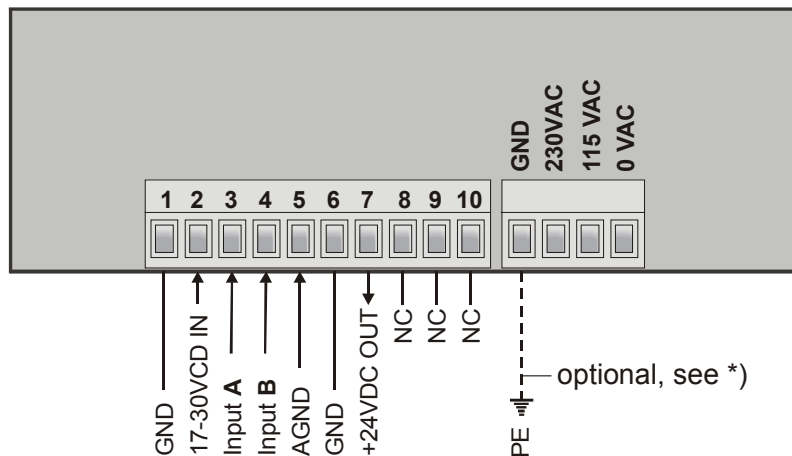 GND
230VAC
115 VAC
0 VAC
1 2 3 4 5 6 7 8 9 10
GND
17-30VCD IN
Input A
Input B
AGND
GND
+24VDC OUT
NC
NC
NC
optional, see *)
PE